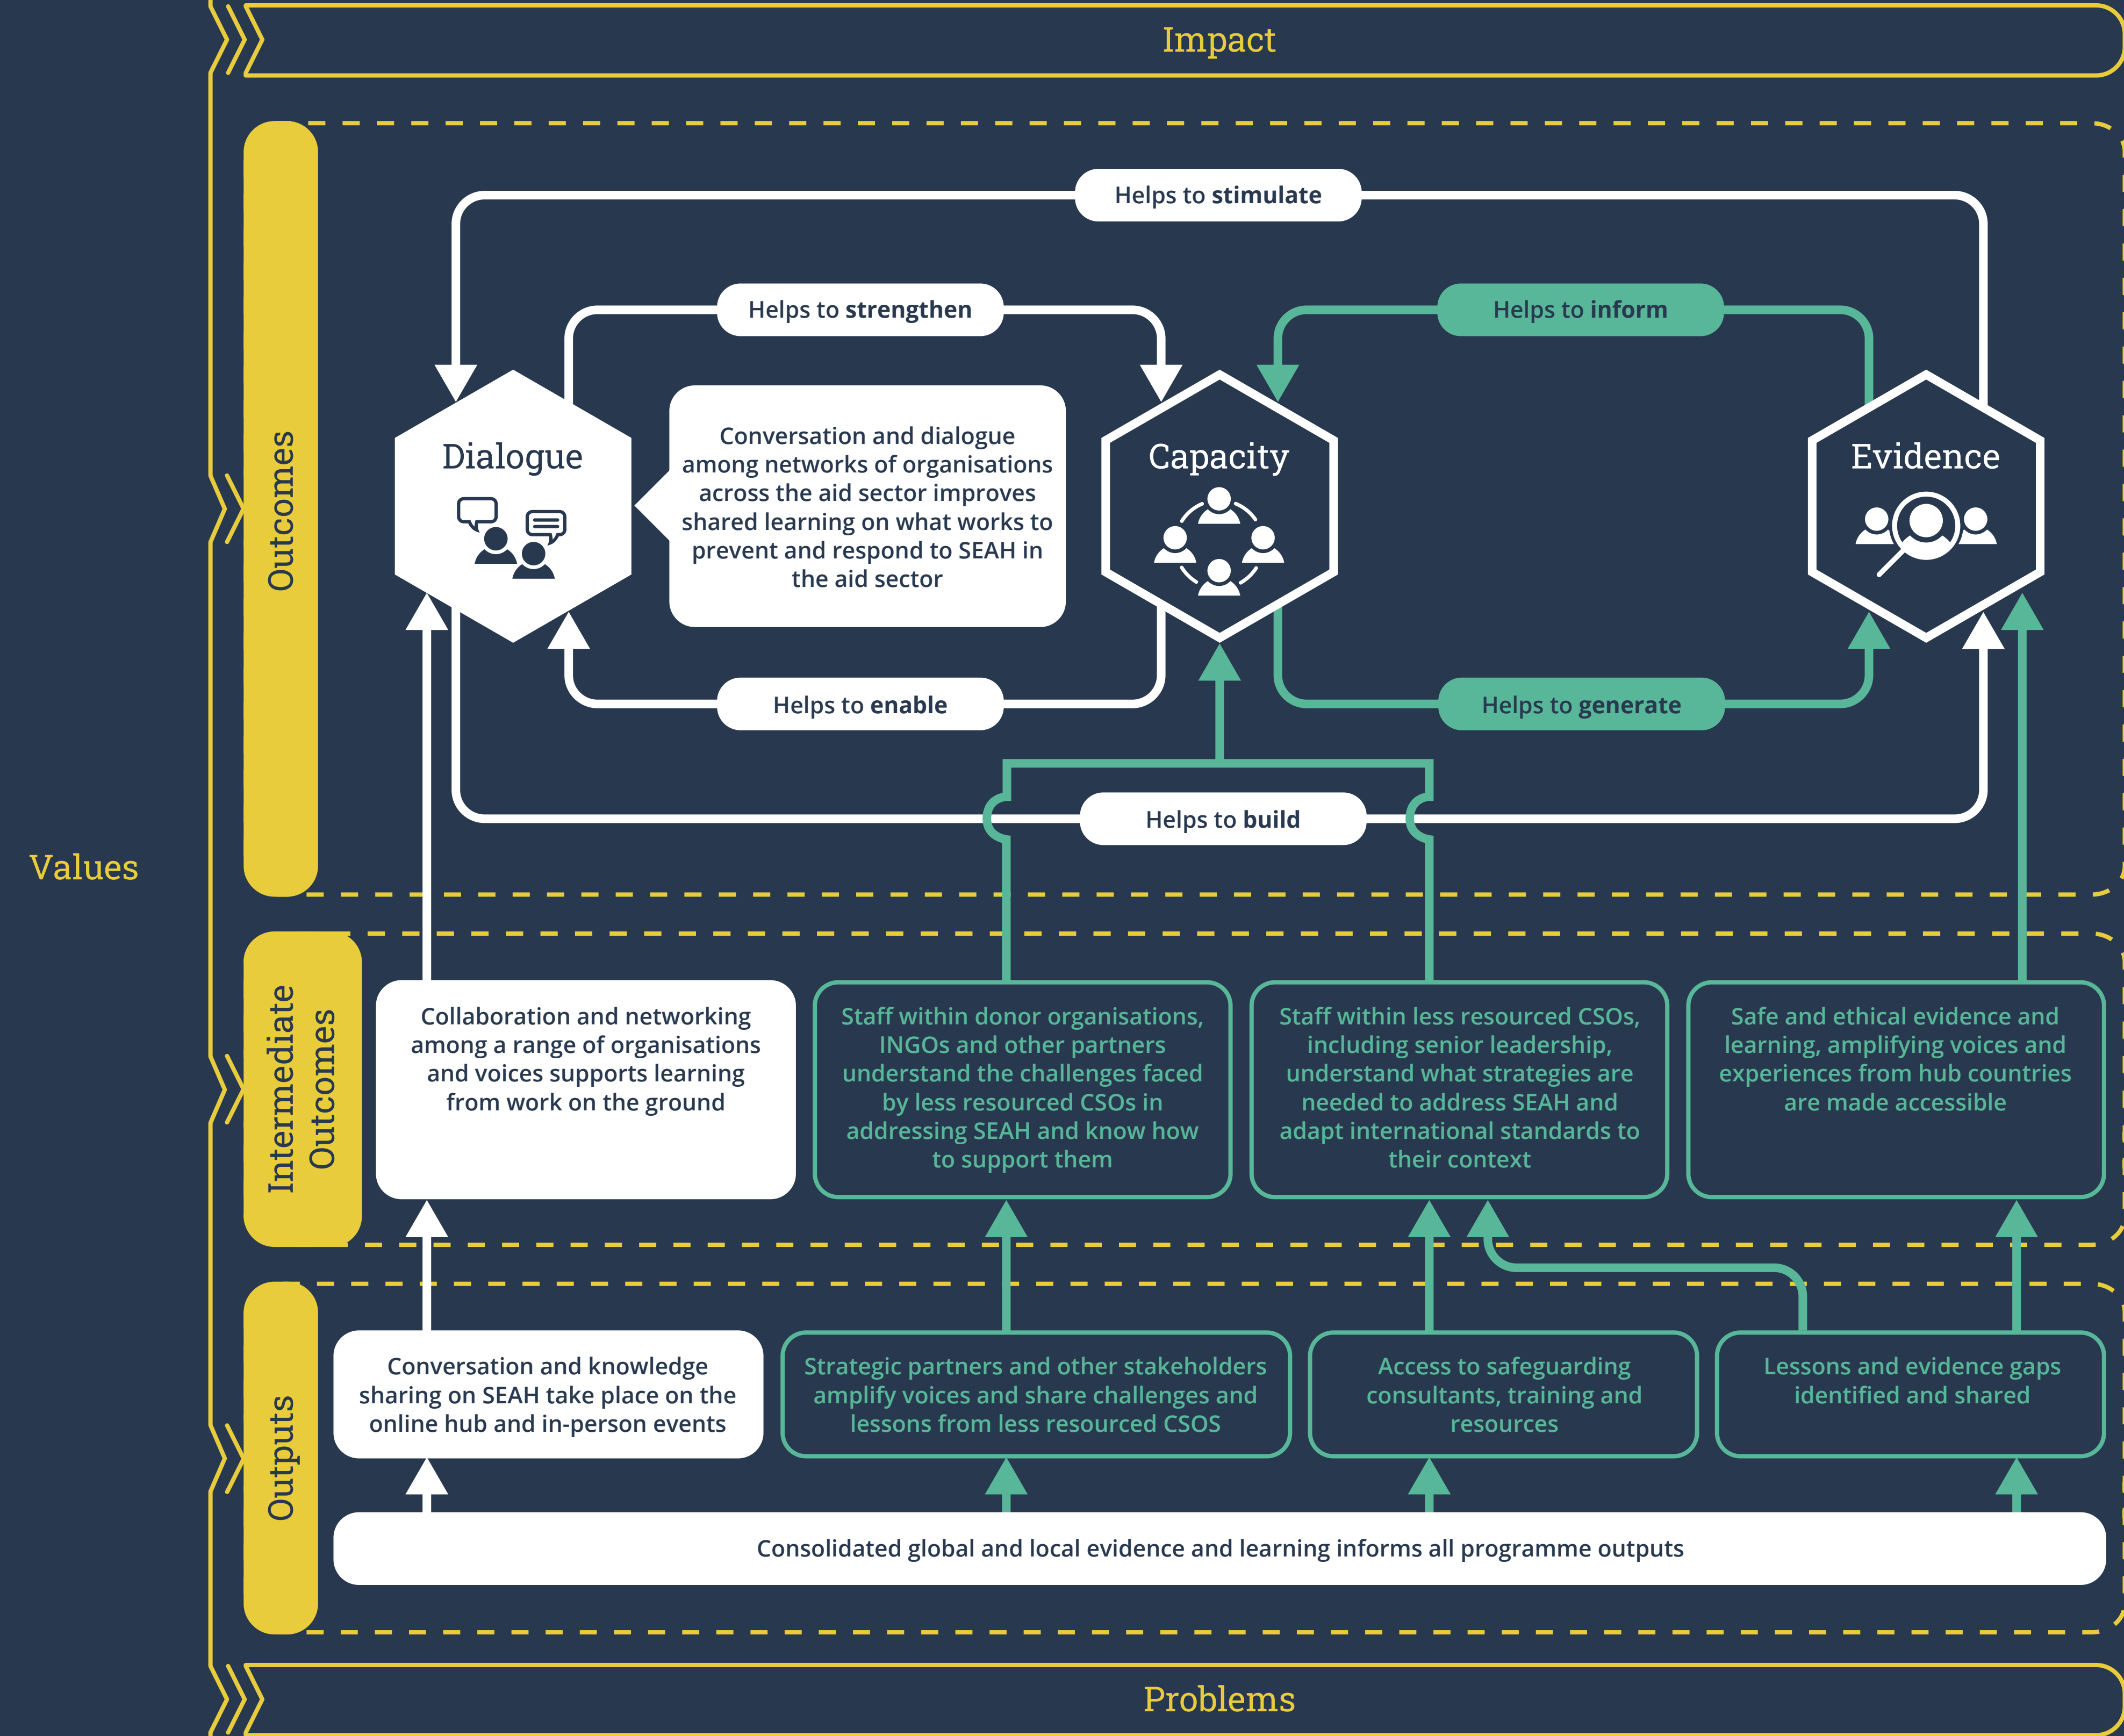 Impact
Values
Outcomes
Helps to stimulate
Helps to strengthen
Helps to inform
Dialogue
Conversation and dialogue
among networks of organisations
across the aid sector improves
shared learning on what works to
prevent and respond to SEAH in
the aid sector
Capacity
Evidence
Helps to enable
Helps to generate
Helps to build
Intermediate
Outcomes
Collaboration and networking
among a range of organisations
and voices supports learning
from work on the ground
Staff within donor organisations,
INGOs and other partners
understand the challenges faced
by less resourced CSOs in
addressing SEAH and know how
to support them
Staff within less resourced CSOs,
including senior leadership,
understand what strategies are
needed to address SEAH and
adapt international standards to
their context
Safe and ethical evidence and
learning, amplifying voices and
experiences from hub countries
are made accessible
Outputs
Conversation and knowledge
sharing on SEAH take place on the
online hub and in-person events
Strategic partners and other stakeholders
amplify voices and share challenges and
lessons from less resourced CSOS
Access to safeguarding
consultants, training and
resources
Lessons and evidence gaps
identified and shared
Consolidated global and local evidence and learning informs all programme outputs
Problems